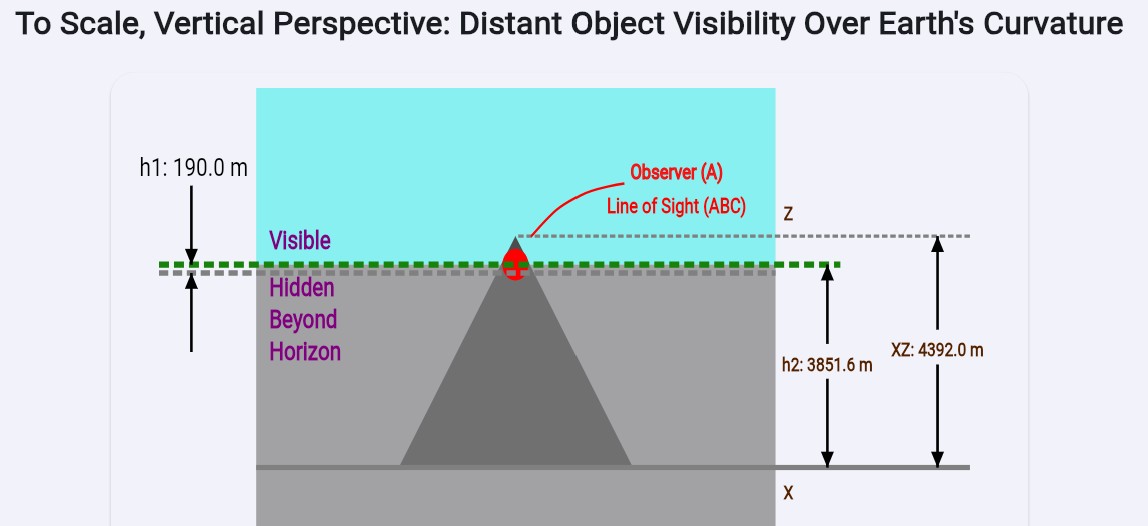 To Scale, Vertical Perspective: Distant Object Visibility Over Earth's Curvature
h1: 190.0 m
Observer (A)
Line of Sight (ABC)
Z
Visible
Hidden
Beyond
Horizon
h2: 3851.6 m
XZ: 4392.0 m
X